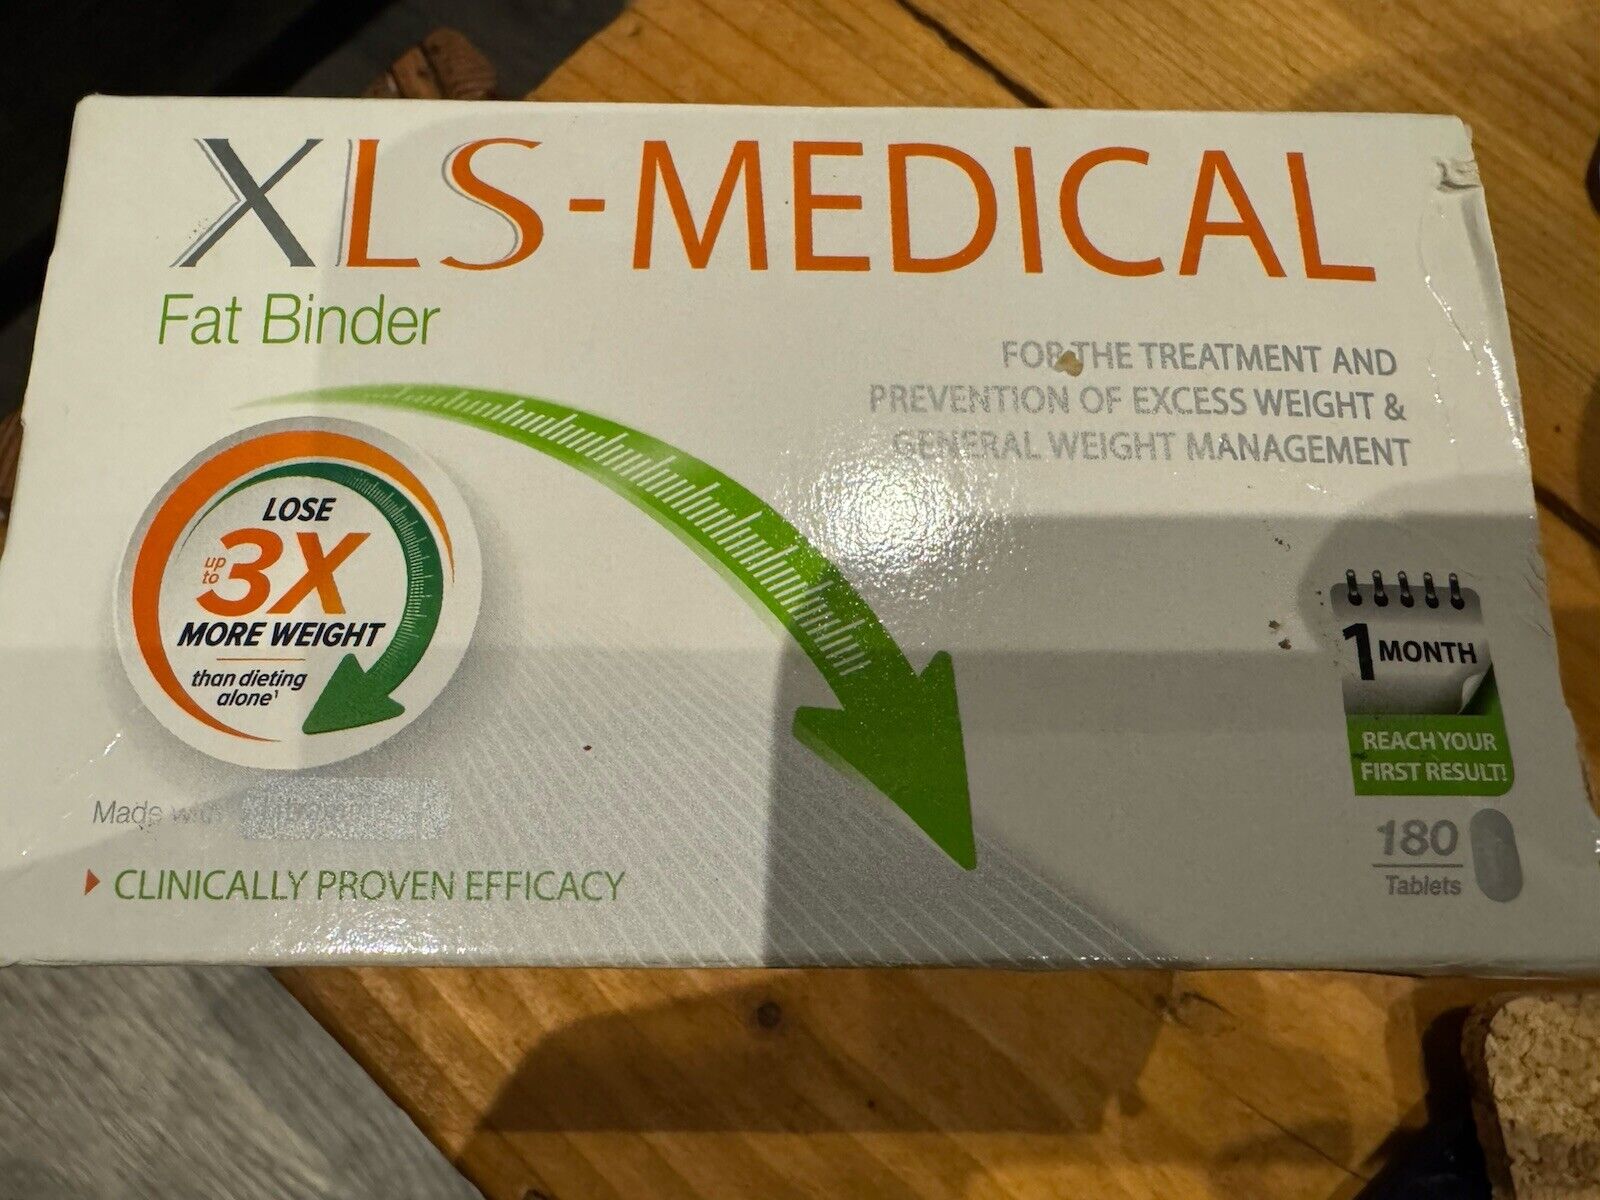 XLS-MEDICAL
Fat Binder
FOR THE TREATMENT AND
PREVENTION OF EXCESS WEIGHT &
GENERAL WEIGHT MANAGEMENT
LOSE
up to 3X
MORE WEIGHT
than dieting
alone¹
1 MONTH
REACH YOUR
FIRST RESULT!
Made with
CLINICALLY PROVEN EFFICACY
180
Tablets